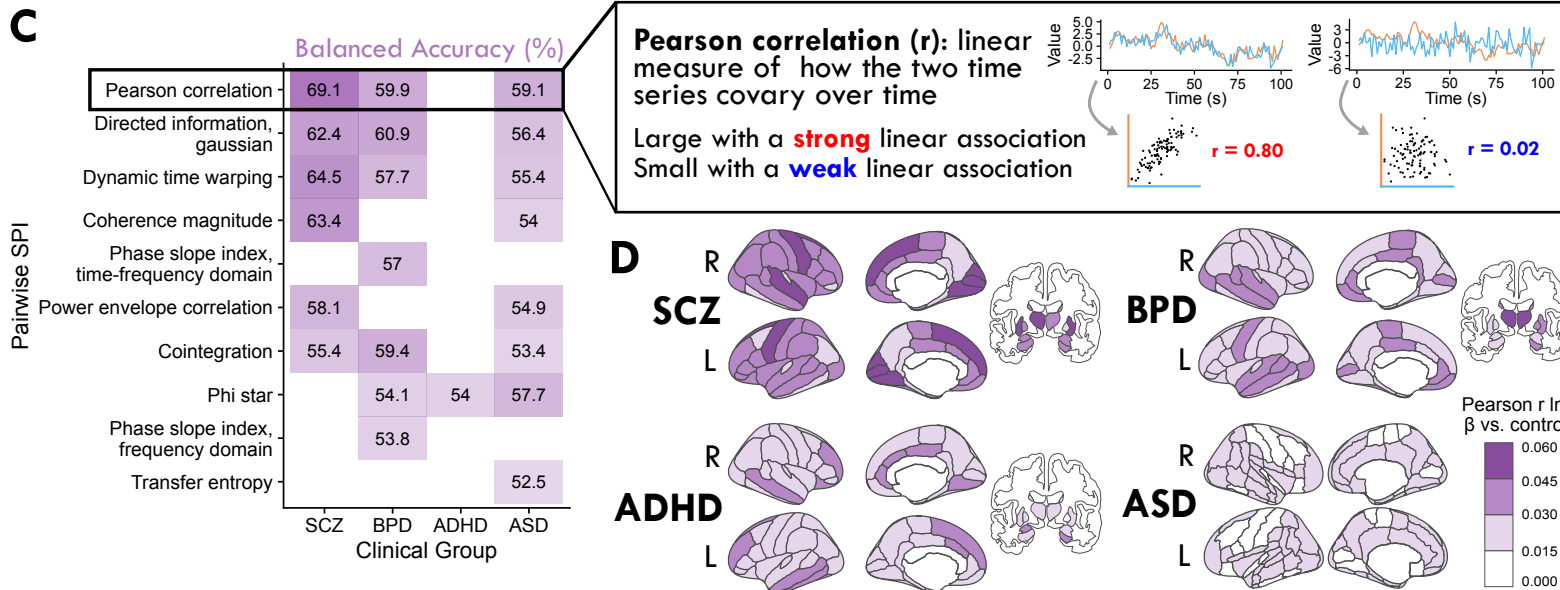 C
Balanced Accuracy (%)
Pairwise SPI
Pearson correlation 69.1 59.9 59.1
Directed information,
gaussian 62.4 60.9 56.4
Dynamic time warping 64.5 57.7 55.4
Coherence magnitude 63.4 54
Phase slope index,
time-frequency domain 57
Power envelope correlation 58.1 54.9
Cointegration 55.4 59.4 53.4
Phi star 54.1 54 57.7
Phase slope index,
frequency domain 53.8
Transfer entropy 52.5
SCZ BPD ADHD ASD
Clinical Group
Pearson correlation (r): linear
measure of how the two time
series covary over time
Large with a strong linear association
Small with a weak linear association
Value
5.0
2.5
0.0
-2.5
0 25 50 75 100
Time (s)
r = 0.80
Value
3
0
-3
-6
0 25 50 75 100
Time (s)
r = 0.02
D
R
SCZ
L
R
BPD
L
R
ADHD
L
R
ASD
L
Pearson r
β vs.
0.060
0.045
0.030
0.015
0.000